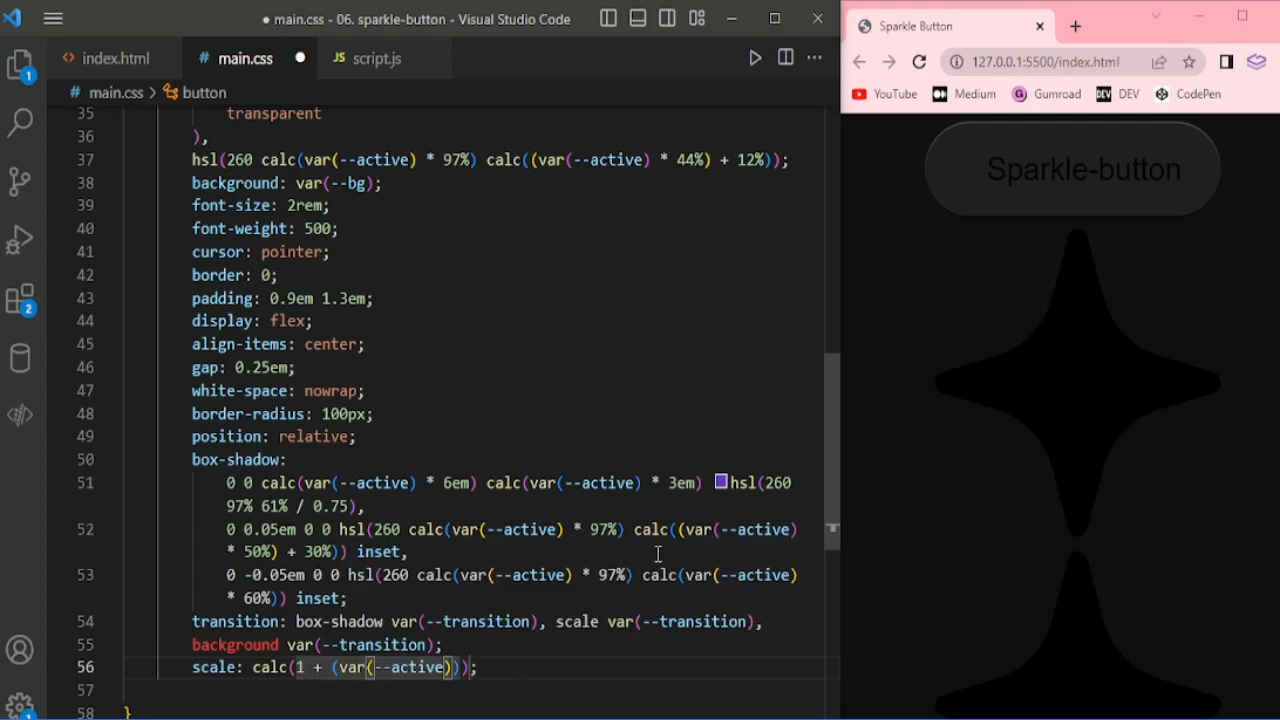 main.css - 06. sparkle-button - Visual Studio Code
index.html
main.css
JS script.js
# main.css > button
35 transparent
36 ),
37 hsl(260 calc(var(--active) * 97%) calc((var(--active) * 44%) + 12%));
38 background: var(--bg);
39 font-size: 2rem;
40 font-weight: 500;
41 cursor: pointer;
42 border: 0;
43 padding: 0.9em 1.3em;
44 display: flex;
45 align-items: center;
46 gap: 0.25em;
47 white-space: nowrap;
48 border-radius: 100px;
49 position: relative;
50 box-shadow:
51 0 0 calc(var(--active) * 6em) calc(var(--active) * 3em) hsl(260
97% 61% / 0.75),
52 0 0.05em 0 0 hsl(260 calc(var(--active) * 97%) calc((var(--active)
* 50%) + 30%)) inset,
53 0 -0.05em 0 0 hsl(260 calc(var(--active) * 97%) calc(var(--active)
* 60%)) inset;
54 transition: box-shadow var(--transition), scale var(--transition),
55 background var(--transition);
56 scale: calc(1 + (var(--active)));
57
58 }
1
2
1
Sparkle Button
127.0.0.1:5500/index.html
YouTube Medium Gumroad DEV DEV CodePen
Sparkle-button